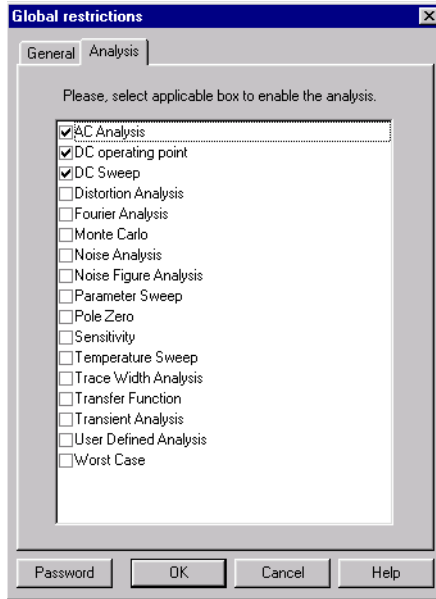 Global restrictions
General Analysis
Please, select applicable box to enable the analysis.
AC Analysis
DC operating point
DC Sweep
Distortion Analysis
Fourier Analysis
Monte Carlo
Noise Analysis
Noise Figure Analysis
Parameter Sweep
Pole Zero
Sensitivity
Temperature Sweep
Trace Width Analysis
Transfer Function
Transient Analysis
User Defined Analysis
Worst Case
Password OK Cancel Help